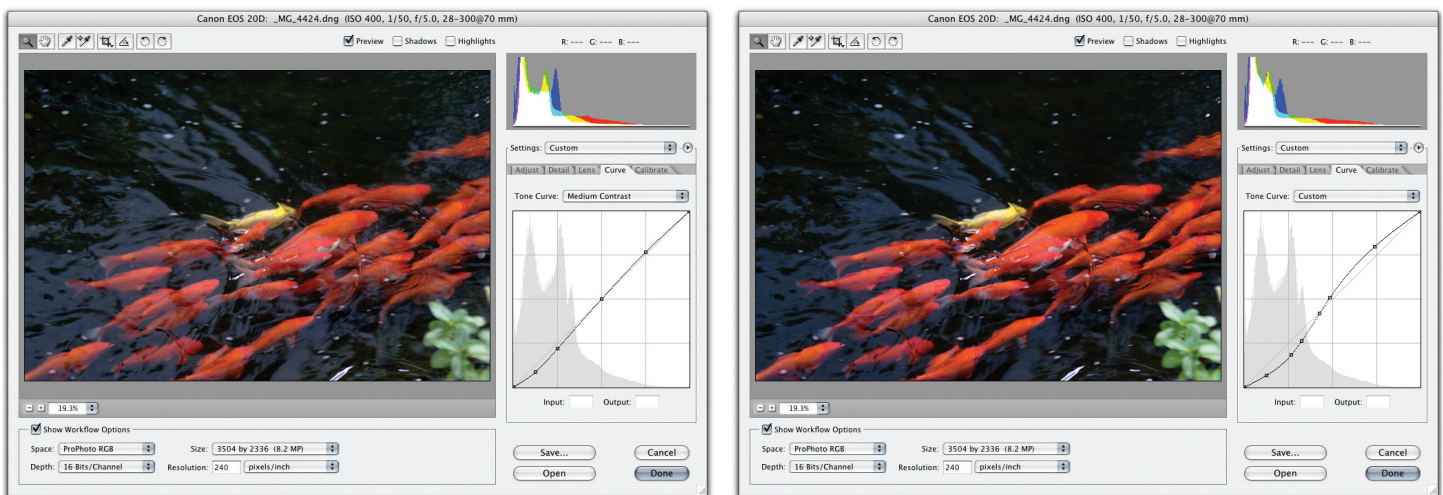 Canon EOS 20D: _MG_4424.dng (ISO 400, 1/50, f/5.0, 28-300@70 mm)
Preview Shadows Highlights R: --- G: --- B: ---
Settings: Custom
Adjust Detail Lens Curve Calibrate
Tone Curve: Medium Contrast
Input: Output:
19.3%
Show Workflow Options
Space: ProPhoto RGB Size: 3504 by 2336 (8.2 MP) Save... Cancel
Depth: 16 Bits/Channel Resolution: 240 pixels/inch Open Done
Canon EOS 20D: _MG_4424.dng (ISO 400, 1/50, f/5.0, 28-300@70 mm)
Preview Shadows Highlights R: --- G: --- B: ---
Settings: Custom
Adjust Detail Lens Curve Calibrate
Tone Curve: Custom
Input: Output:
19.3%
Show Workflow Options
Space: ProPhoto RGB Size: 3504 by 2336 (8.2 MP) Save... Cancel
Depth: 16 Bits/Channel Resolution: 240 pixels/inch Open Done